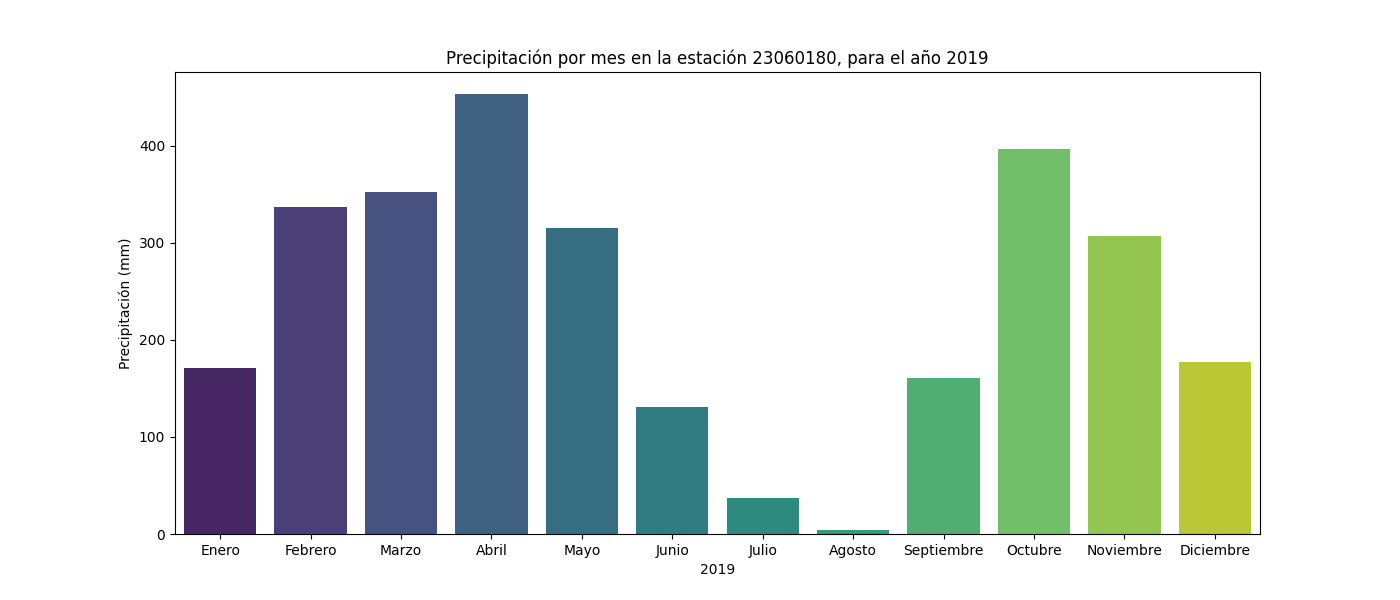 Precipitación por mes en la estación 23060180, para el año 2019
Precipitación (mm)
400
300
200
100
0
Enero Febrero Marzo Abril Mayo Junio Julio Agosto Septiembre Octubre Noviembre Diciembre
2019